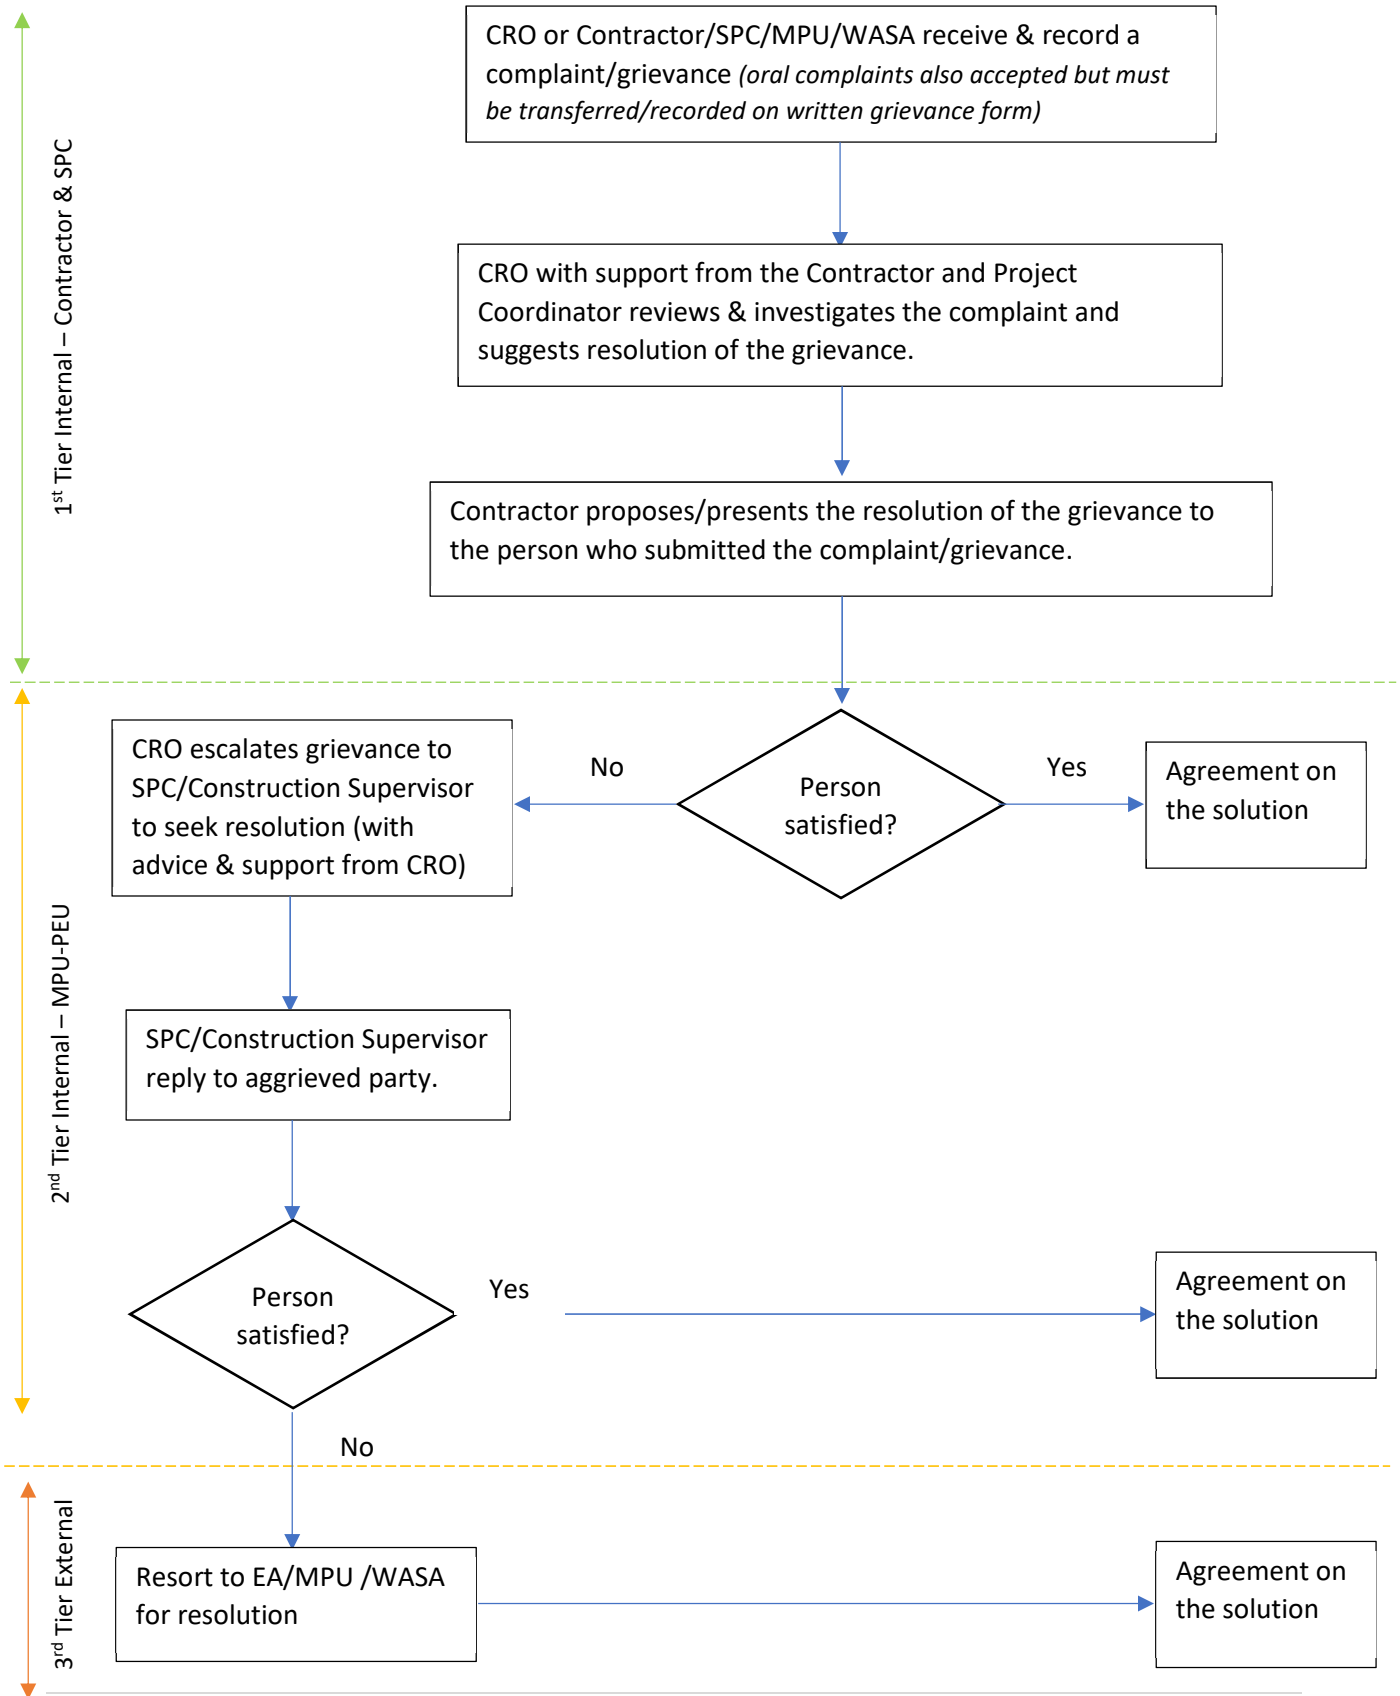 1st Tier Internal – Contractor & SPC
CRO or Contractor/SPC/MPU/WASA receive & record a
complaint/grievance (oral complaints also accepted but must
be transferred/recorded on written grievance form)
CRO with support from the Contractor and Project
Coordinator reviews & investigates the complaint and
suggests resolution of the grievance.
Contractor proposes/presents the resolution of the grievance to
the person who submitted the complaint/grievance.
2nd Tier Internal – MPU-PEU
Person
satisfied?
Yes
Agreement on
the solution
No
CRO escalates grievance to
SPC/Construction Supervisor
to seek resolution (with
advice & support from CRO)
SPC/Construction Supervisor
reply to aggrieved party.
Person
satisfied?
Yes
Agreement on
the solution
No
3rd Tier External
Resort to EA/MPU /WASA
for resolution
Agreement on
the solution